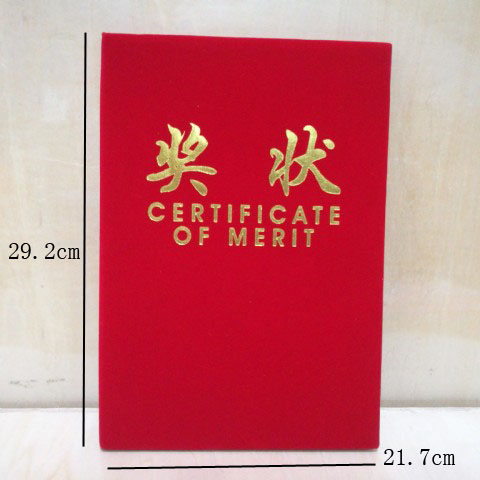 奖状
CERTIFICATE
OF MERIT
29.2cm
21.7cm